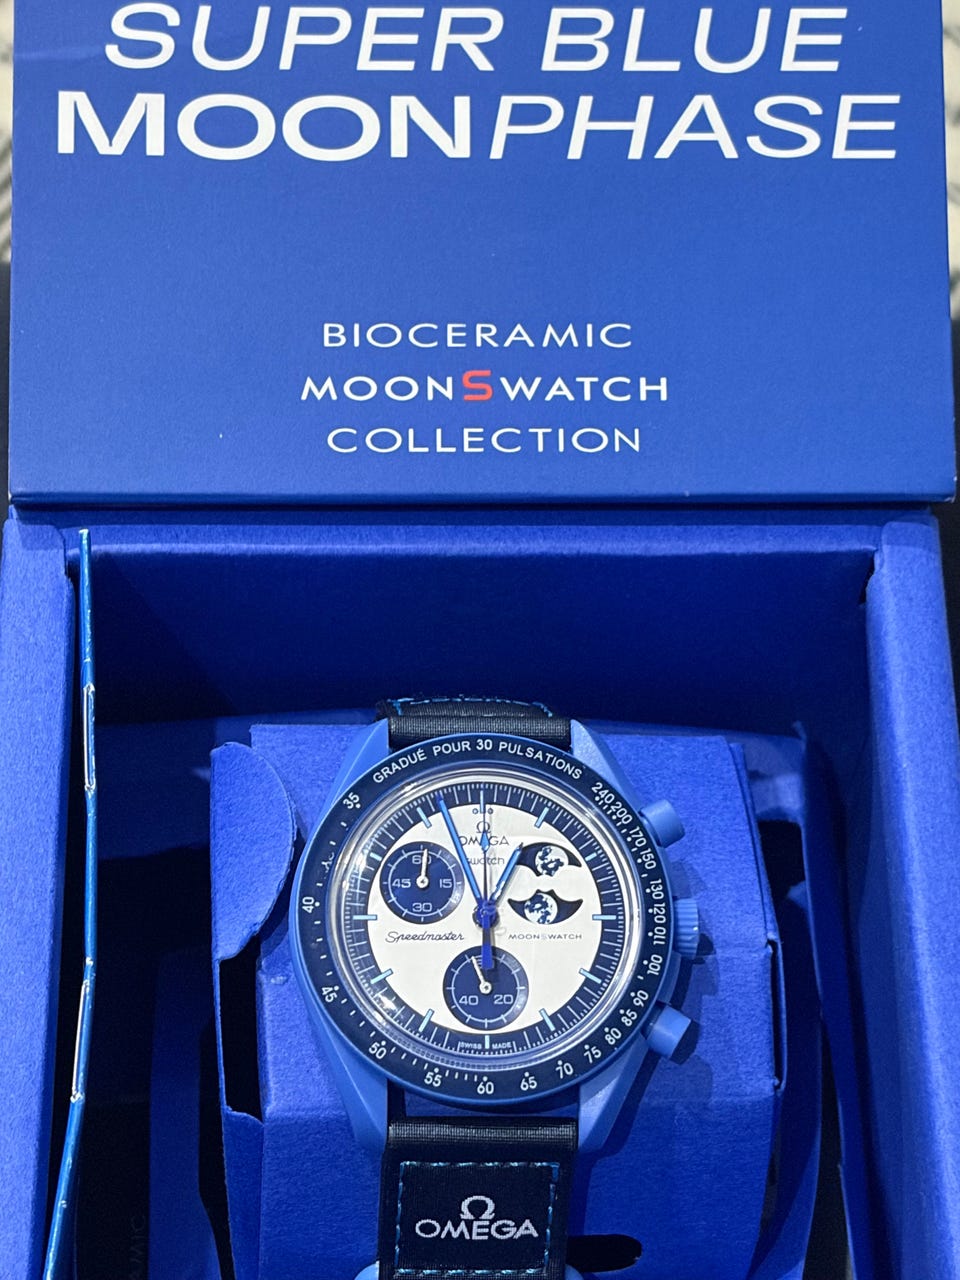 SUPER BLUE
MOONPHASE
BIOCERAMIC
MOONSWATCH
COLLECTION
GRADUÉ POUR 30 PULSATIONS
240 200 170 150 130 120 110 100 90 85 80 75 70 65 60 55 50 45 40 35
Ω
OMEGA
swatch
60
45 15
30
Speedmaster MOONSWATCH
40 20
SWISS MADE
Ω
OMEGA